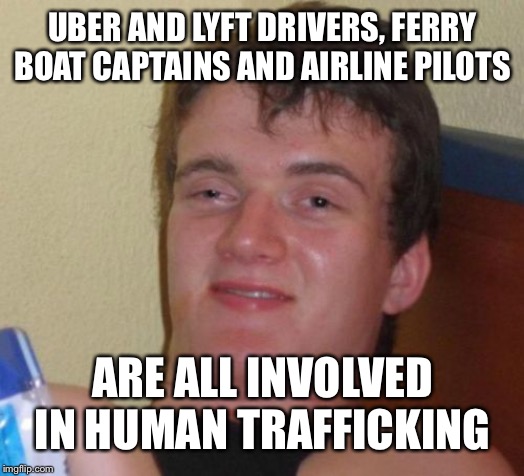 UBER AND LYFT DRIVERS, FERRY
BOAT CAPTAINS AND AIRLINE PILOTS
ARE ALL INVOLVED
IN HUMAN TRAFFICKING
imgflip.com